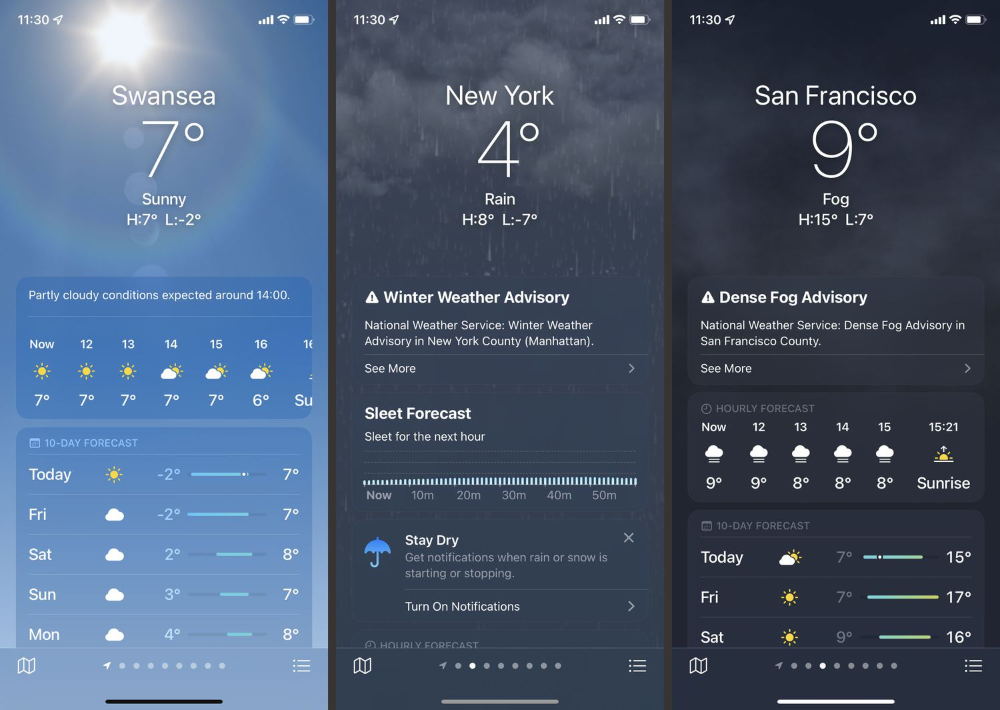 11:30
Swansea
7°
Sunny
H:7° L:-2°
Partly cloudy conditions expected around 14:00.
Now 12 13 14 15 16 16
7° 7° 7° 7° 7° 6° Su
10-DAY FORECAST
Today -2° 7°
Fri -2° 7°
Sat 2° 8°
Sun 3° 7°
Mon 4° 8°
11:30
New York
4°
Rain
H:8° L:-7°
Winter Weather Advisory
National Weather Service: Winter Weather
Advisory in New York County (Manhattan).
See More
Sleet Forecast
Sleet for the next hour
Now 10m 20m 30m 40m 50m
Stay Dry
Get notifications when rain or snow is
starting or stopping.
Turn On Notifications
HOURLY FORECAST
11:30
San Francisco
9°
Fog
H:15° L:7°
Dense Fog Advisory
National Weather Service: Dense Fog Advisory in
San Francisco County.
See More
HOURLY FORECAST
Now 12 13 14 15 15:21
9° 9° 8° 8° 8° Sunrise
10-DAY FORECAST
Today 7° 15°
Fri 7° 17°
Sat 9° 16°